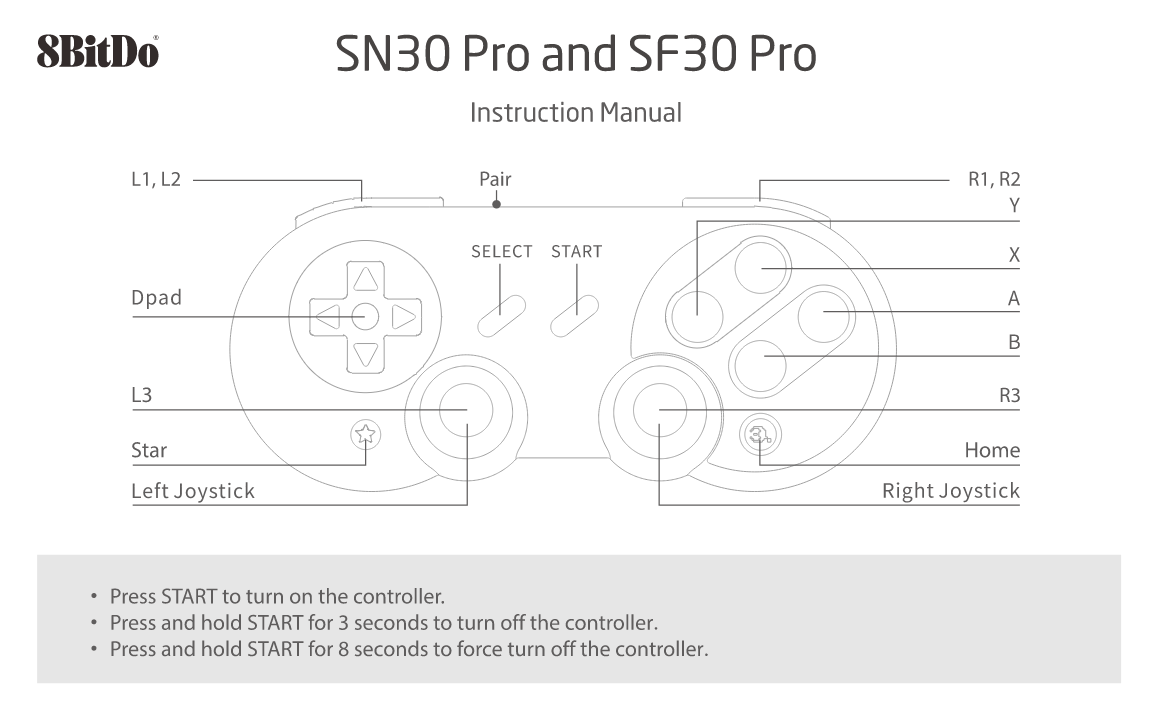 8BitDo®
SN30 Pro and SF30 Pro
Instruction Manual
L1, L2
Pair
R1, R2
Y
SELECT START
X
Dpad
A
B
L3
R3
Star
Home
Left Joystick
Right Joystick
• Press START to turn on the controller.
• Press and hold START for 3 seconds to turn off the controller.
• Press and hold START for 8 seconds to force turn off the controller.